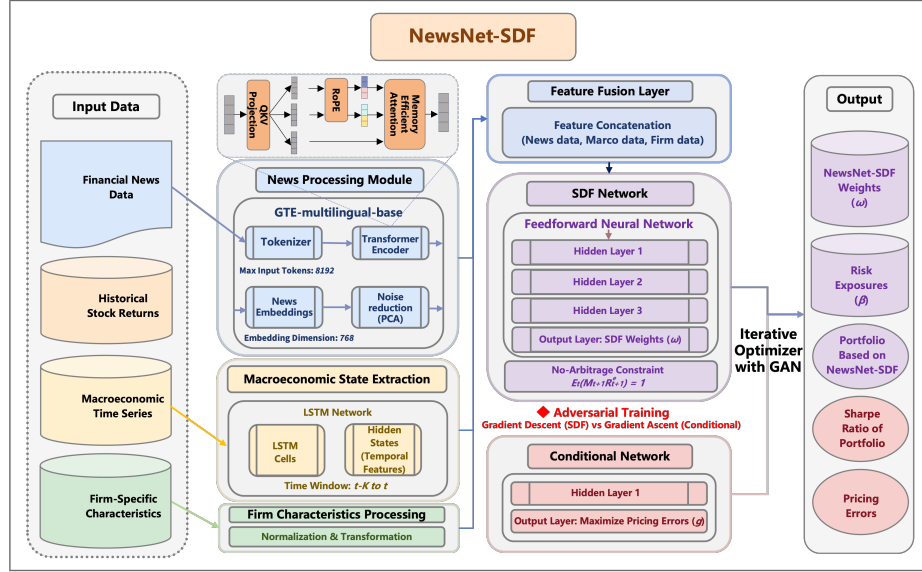 NewsNet-SDF
Input Data
Financial News
Data
Historical
Stock Returns
Macroeconomic
Time Series
Firm-Specific
Characteristics
QKV
Projection
RoPE
Memory
Efficient
Attention
News Processing Module
GTE-multilingual-base
Tokenizer
Transformer
Encoder
Max Input Tokens: 8192
News
Embeddings
Noise
reduction
(PCA)
Embedding Dimension: 768
Macroeconomic State Extraction
LSTM Network
LSTM
Cells
Hidden
States
(Temporal
Features)
Time Window: t-K to t
Firm Characteristics Processing
Normalization & Transformation
Feature Fusion Layer
Feature Concatenation
(News data, Marco data, Firm data)
SDF Network
Feedforward Neural Network
Hidden Layer 1
Hidden Layer 2
Hidden Layer 3
Output Layer: SDF Weights (ω)
No-Arbitrage Constraint
Et(Mt+1Rᵉt+1) = 1
◆ Adversarial Training
Gradient Descent (SDF) vs Gradient Ascent (Conditional)
Conditional Network
Hidden Layer 1
Output Layer: Maximize Pricing Errors (g)
Iterative
Optimizer
with GAN
Output
NewsNet-SDF
Weights
(ω)
Risk
Exposures
(β)
Portfolio
Based on
NewsNet-SDF
Sharpe
Ratio of
Portfolio
Pricing
Errors